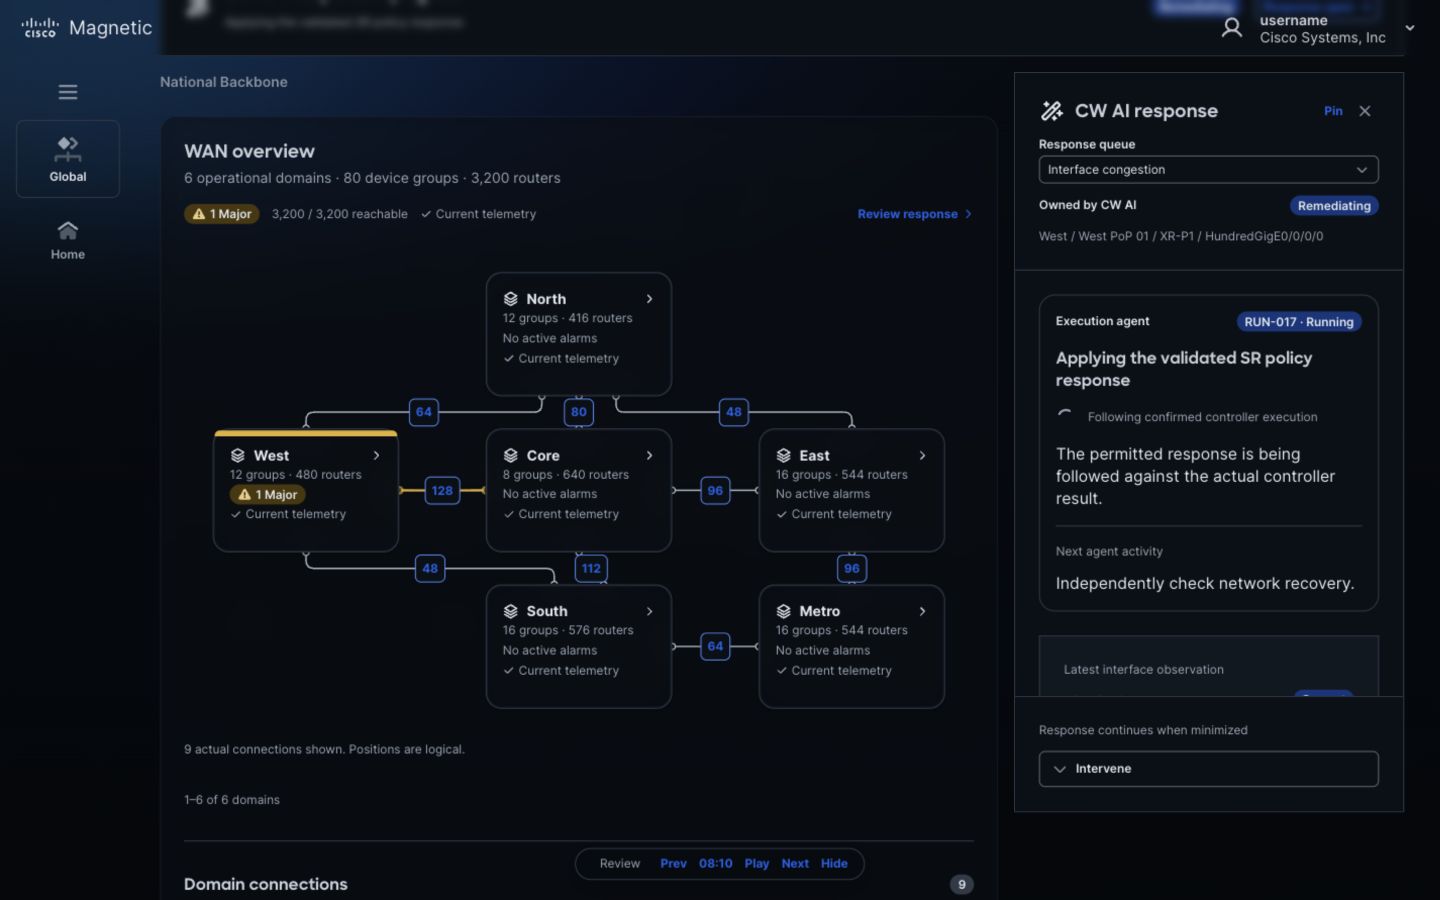 cisco Magnetic
username
Cisco Systems, Inc
Global
Home
National Backbone
WAN overview
6 operational domains · 80 device groups · 3,200 routers
1 Major
3,200 / 3,200 reachable
Current telemetry
Review response
North
12 groups · 416 routers
No active alarms
Current telemetry
64
80
48
West
12 groups · 480 routers
1 Major
Current telemetry
128
Core
8 groups · 640 routers
No active alarms
Current telemetry
96
East
16 groups · 544 routers
No active alarms
Current telemetry
48
112
96
South
16 groups · 576 routers
No active alarms
Current telemetry
64
Metro
16 groups · 544 routers
No active alarms
Current telemetry
9 actual connections shown. Positions are logical.
1–6 of 6 domains
Domain connections
9
Review Prev 08:10 Play Next Hide
CW AI response
Pin
Response queue
Interface congestion
Owned by CW AI
Remediating
West / West PoP 01 / XR-P1 / HundredGigE0/0/0/0
Execution agent
RUN-017 · Running
Applying the validated SR policy
response
Following confirmed controller execution
The permitted response is being
followed against the actual controller
result.
Next agent activity
Independently check network recovery.
Latest interface observation
Response continues when minimized
Intervene